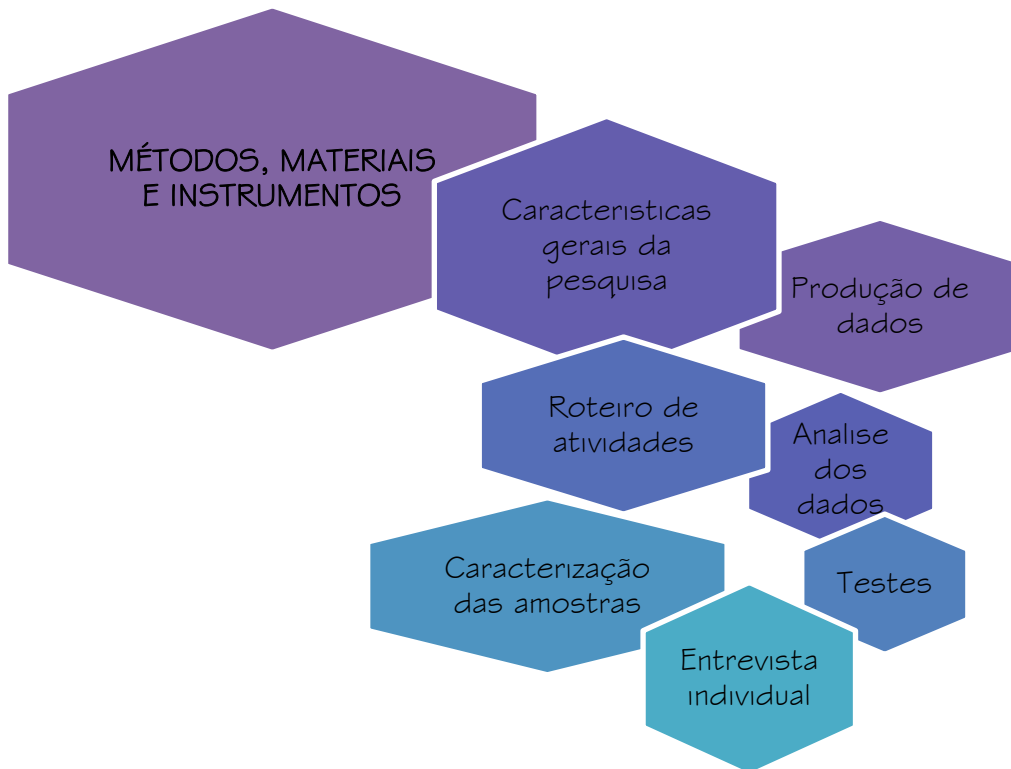 MÉTODOS, MATERIAIS
E INSTRUMENTOS
Caracteristicas
gerais da
pesquisa
Produção de
dados
Roteiro de
atividades
Analise
dos
dados
Caracterização
das amostras
Testes
Entrevista
individual